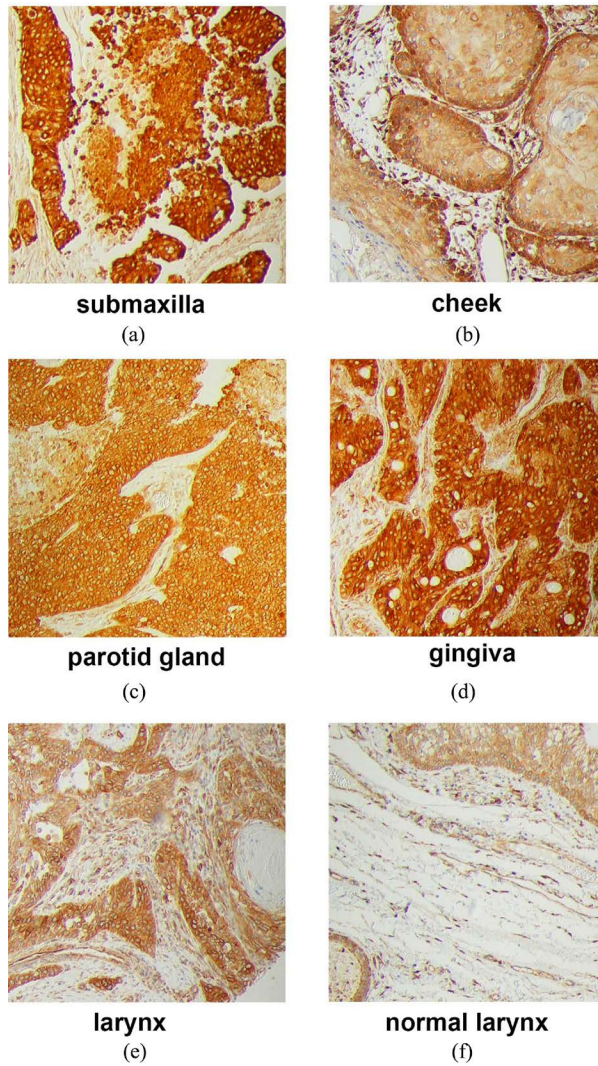 submaxilla
(a)
cheek
(b)
parotid gland
(c)
gingiva
(d)
larynx
(e)
normal larynx
(f)